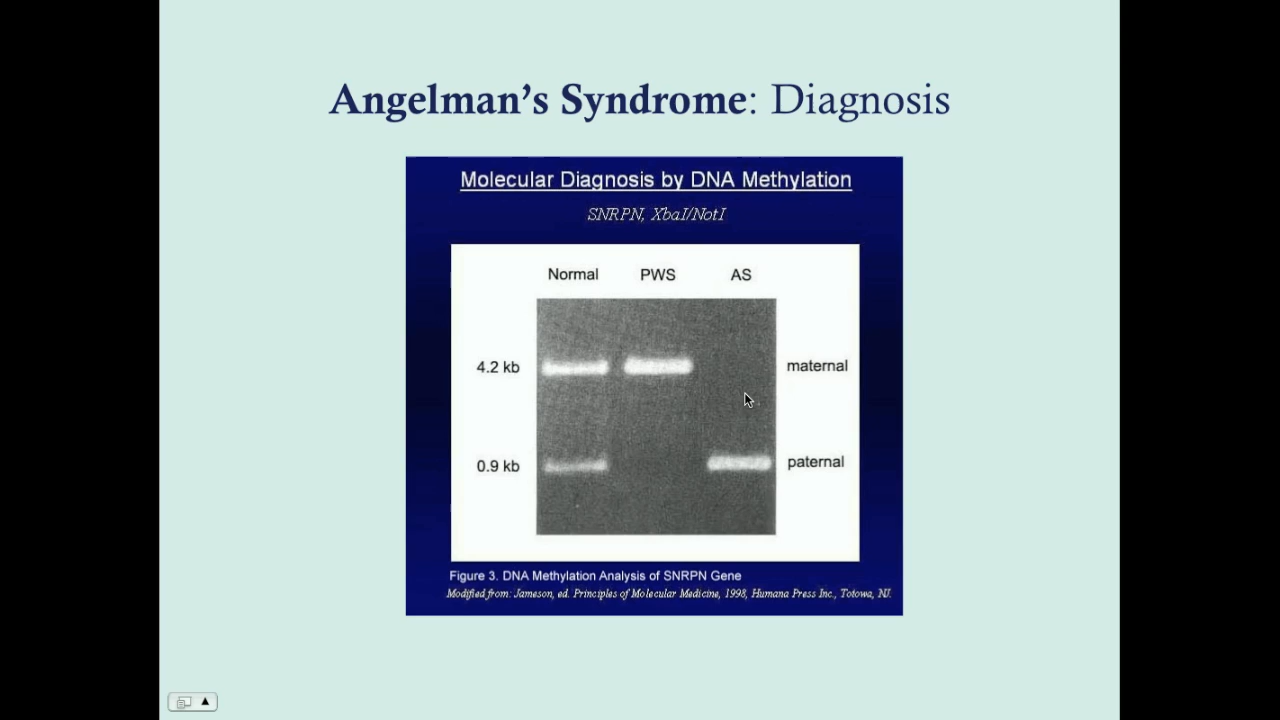 Angelman’s Syndrome: Diagnosis
Molecular Diagnosis by DNA Methylation
SNRPN, XbaI/NotI
Normal PWS AS
4.2 kb maternal
0.9 kb paternal
Figure 3. DNA Methylation Analysis of SNRPN Gene
Modified from: Jameson, ed. Principles of Molecular Medicine, 1998, Humana Press Inc., Totowa, NJ.